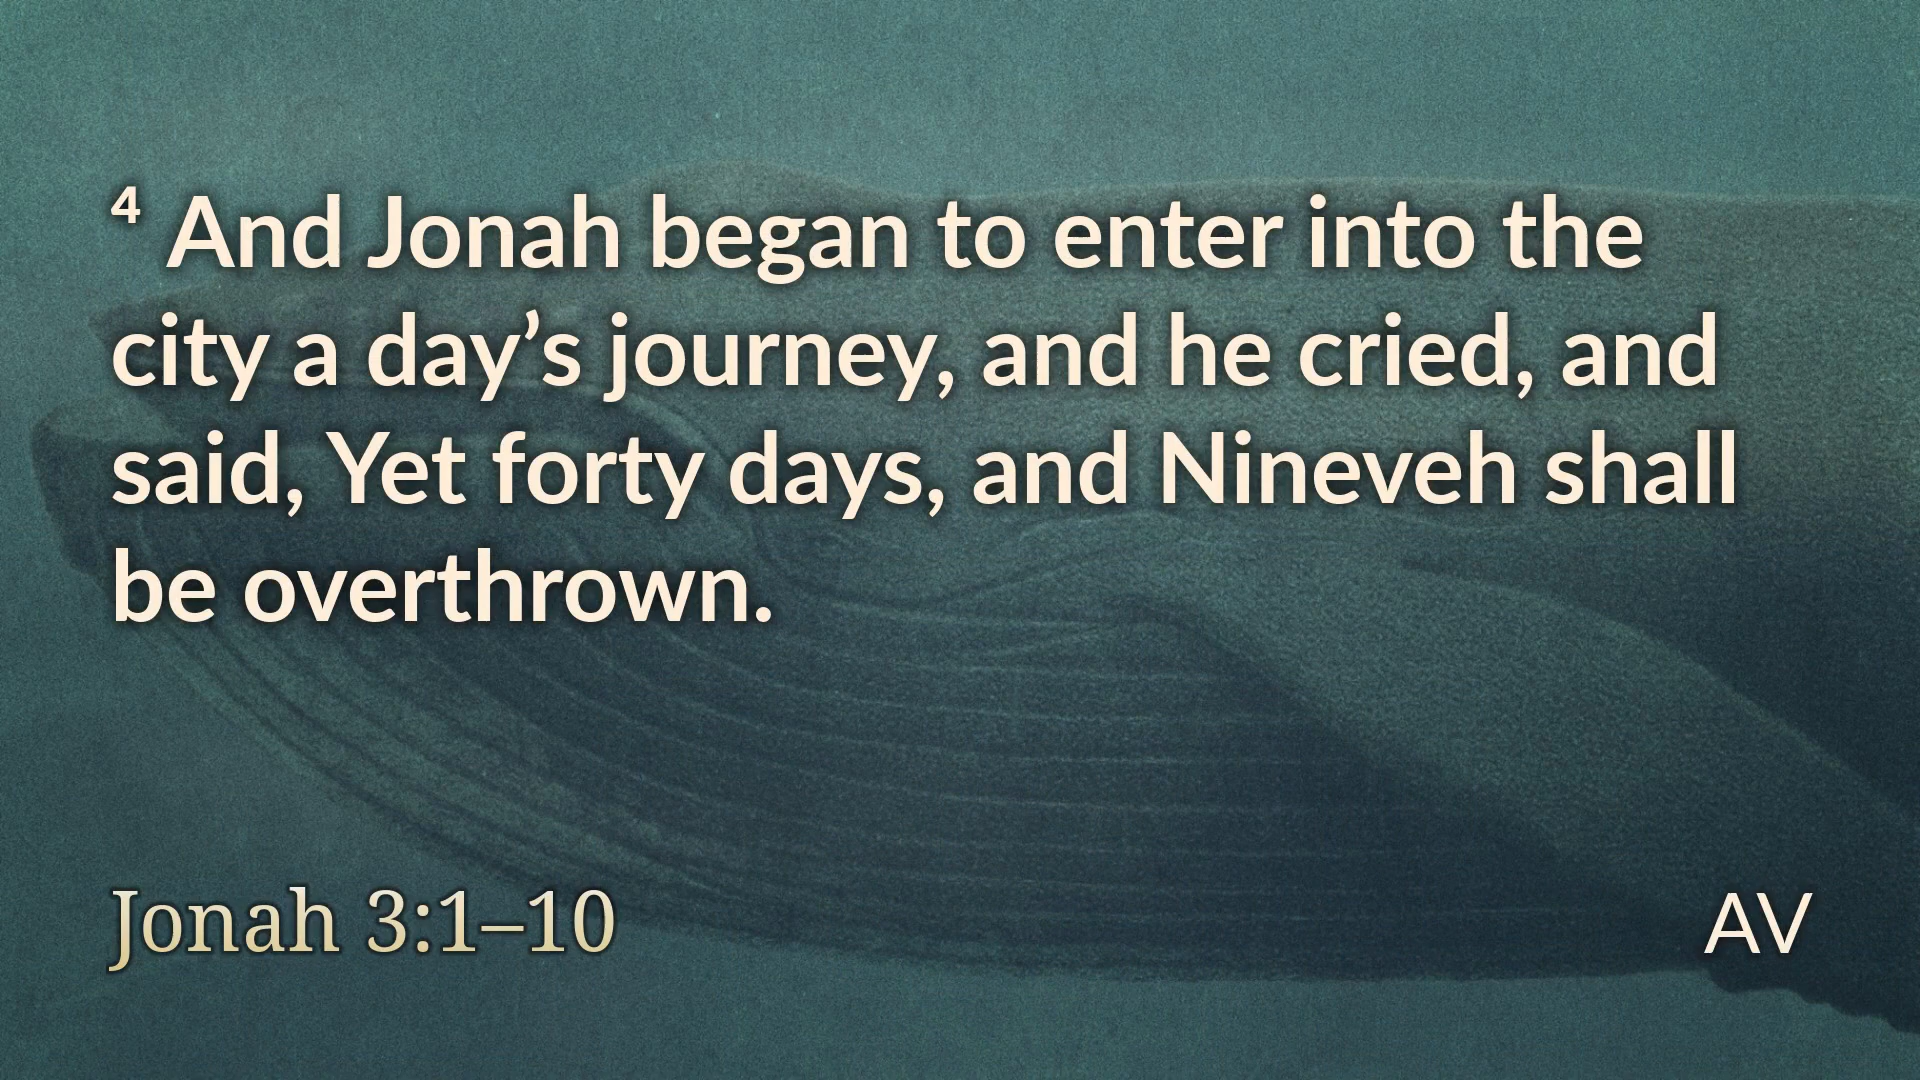 ⁴ And Jonah began to enter into the
city a day’s journey, and he cried, and
said, Yet forty days, and Nineveh shall
be overthrown.
Jonah 3:1–10
AV